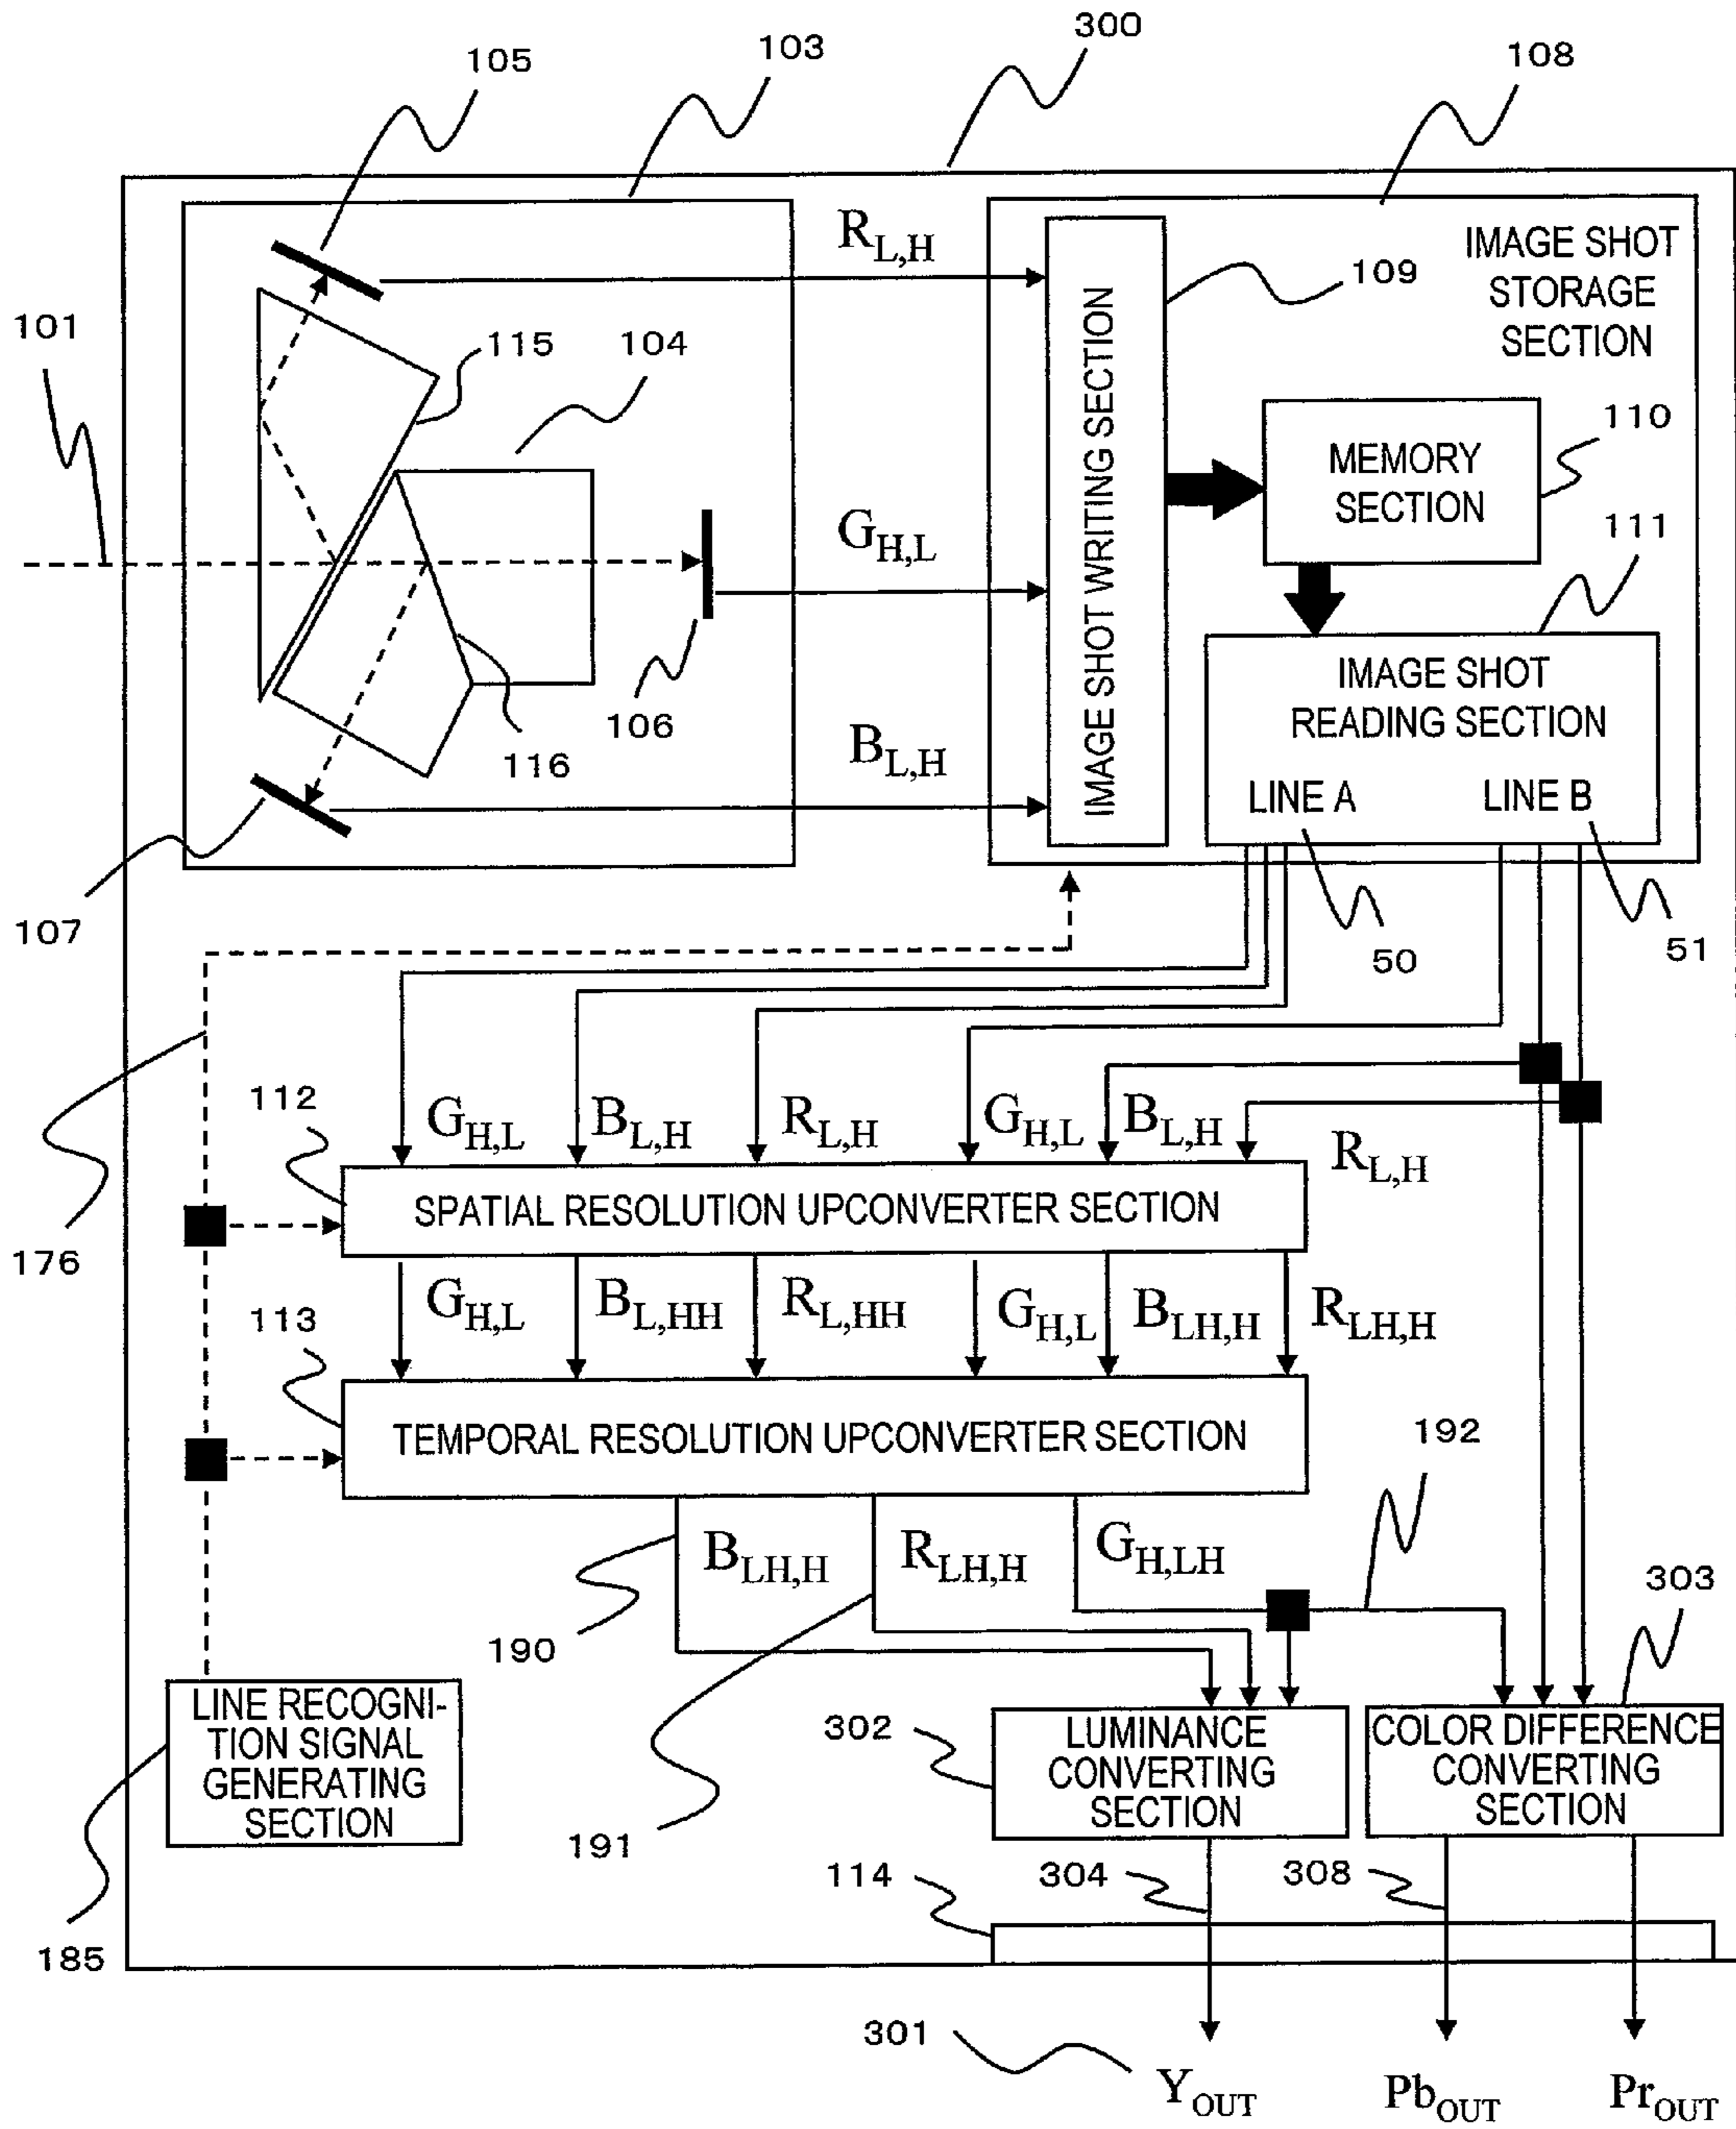 300
103
108
105
R_L,H
IMAGE SHOT
STORAGE
SECTION
109
101
115
104
IMAGE SHOT WRITING SECTION
110
MEMORY
SECTION
G_H,L
111
IMAGE SHOT
READING SECTION
106
116
B_L,H
LINE A
LINE B
107
50
51
112
G_H,L
B_L,H
R_L,H
G_H,L
B_L,H
R_L,H
SPATIAL RESOLUTION UPCONVERTER SECTION
176
113
G_H,L
B_L,HH
R_L,HH
G_H,L
B_LH,H
R_LH,H
TEMPORAL RESOLUTION UPCONVERTER SECTION
192
B_LH,H
R_LH,H
G_H,LH
303
190
LINE RECOGNI-
TION SIGNAL
GENERATING
SECTION
302
LUMINANCE
CONVERTING
SECTION
COLOR DIFFERENCE
CONVERTING
SECTION
191
114
304
308
185
301
Y_OUT
Pb_OUT
Pr_OUT